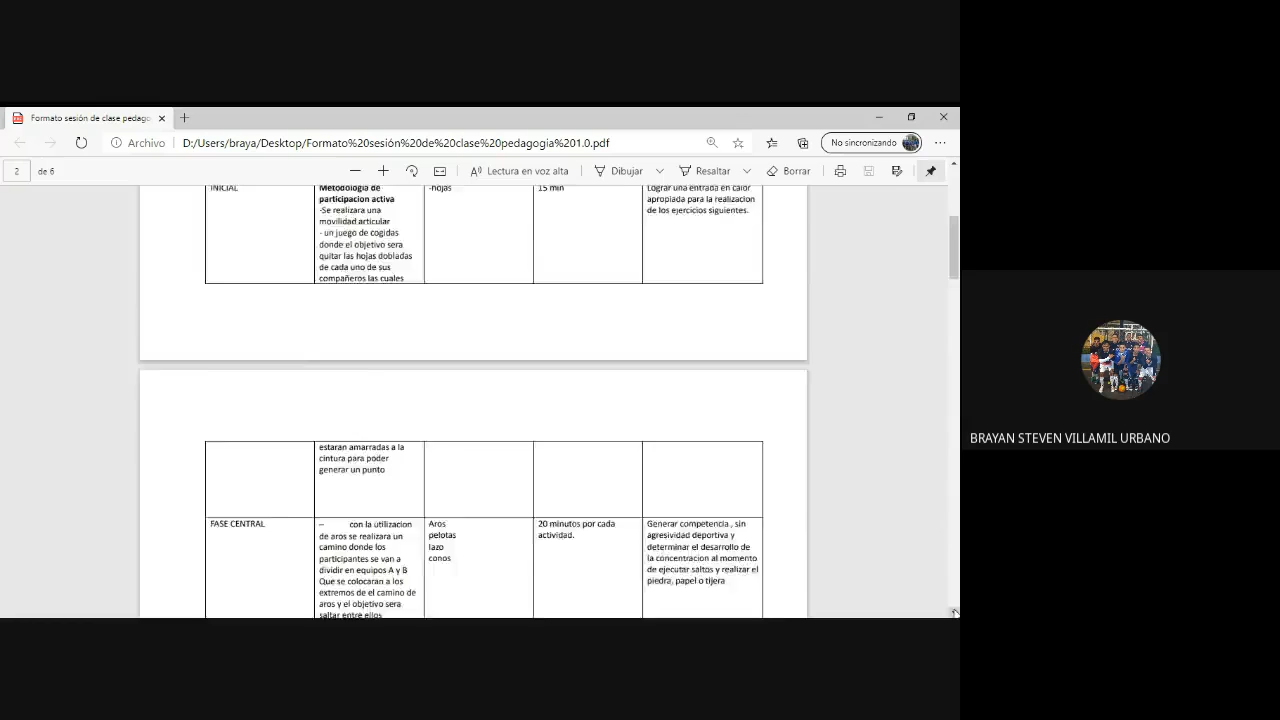 Formato sesión de clase pedago
Archivo
D:/Users/braya/Desktop/Formato%20sesión%20de%20clase%20pedagogia%201.0.pdf
No sincronizando
2
de 6
Lectura en voz alta
Dibujar
Resaltar
Borrar
INICIAL
Metodologia de
participacion activa
-Se realizara una
movilidad articular
- un juego de cogidas
donde el objetivo sera
quitar las hojas dobladas
de cada uno de sus
compañeros las cuales
-hojas
15 min
Lograr una entrada en calor
apropiada para la realizacion
de los ejercicios siguientes.
estaran amarradas a la
cintura para poder
generar un punto
FASE CENTRAL
– con la utilizacion
de aros se realizara un
camino donde los
participantes se van a
dividir en equipos A y B
Que se colocaran a los
extremos de el camino de
aros y el objetivo sera
saltar entre ellos
Aros
pelotas
lazo
conos
20 minutos por cada
actividad.
Generar competencia , sin
agresividad deportiva y
determinar el desarrollo de
la concentracion al momento
de ejecutar saltos y realizar el
piedra, papel o tijera
BRAYAN STEVEN VILLAMIL URBANO